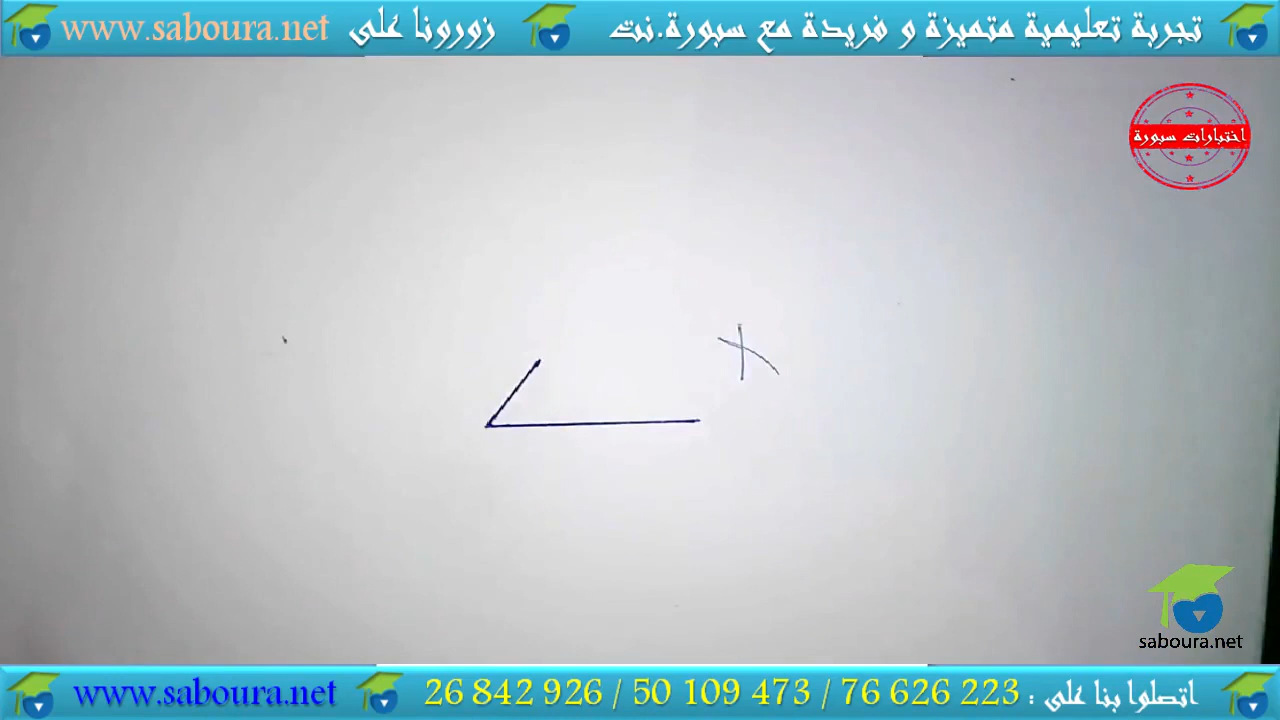 www.saboura.net زورونا على تجربة تعليمية متميزة و فريدة مع سبورة.نت
اختبارات سبورة
saboura.net
www.saboura.net 26 842 926 / 50 109 473 / 76 626 223 : اتصلوا بنا على